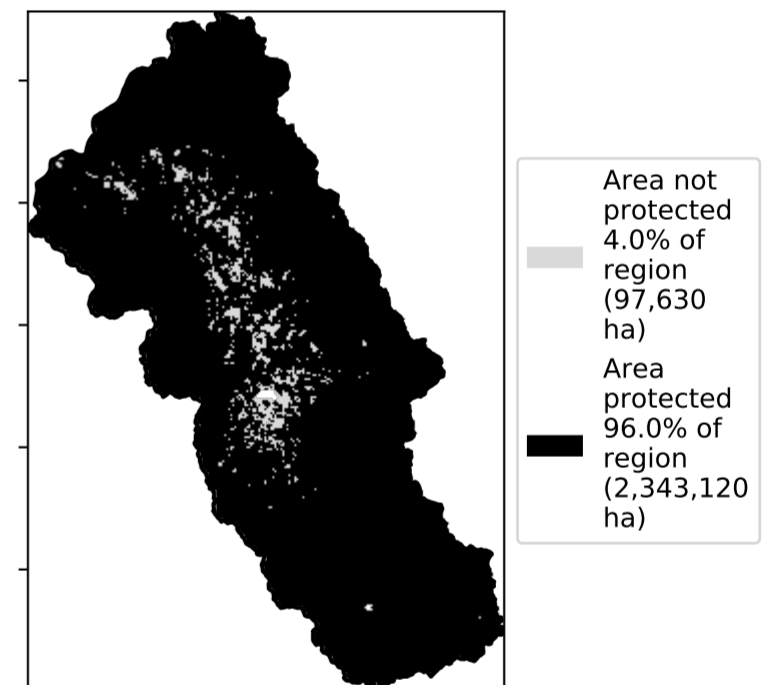 Area not
protected
4.0% of
region
(97,630
ha)
Area
protected
96.0% of
region
(2,343,120
ha)